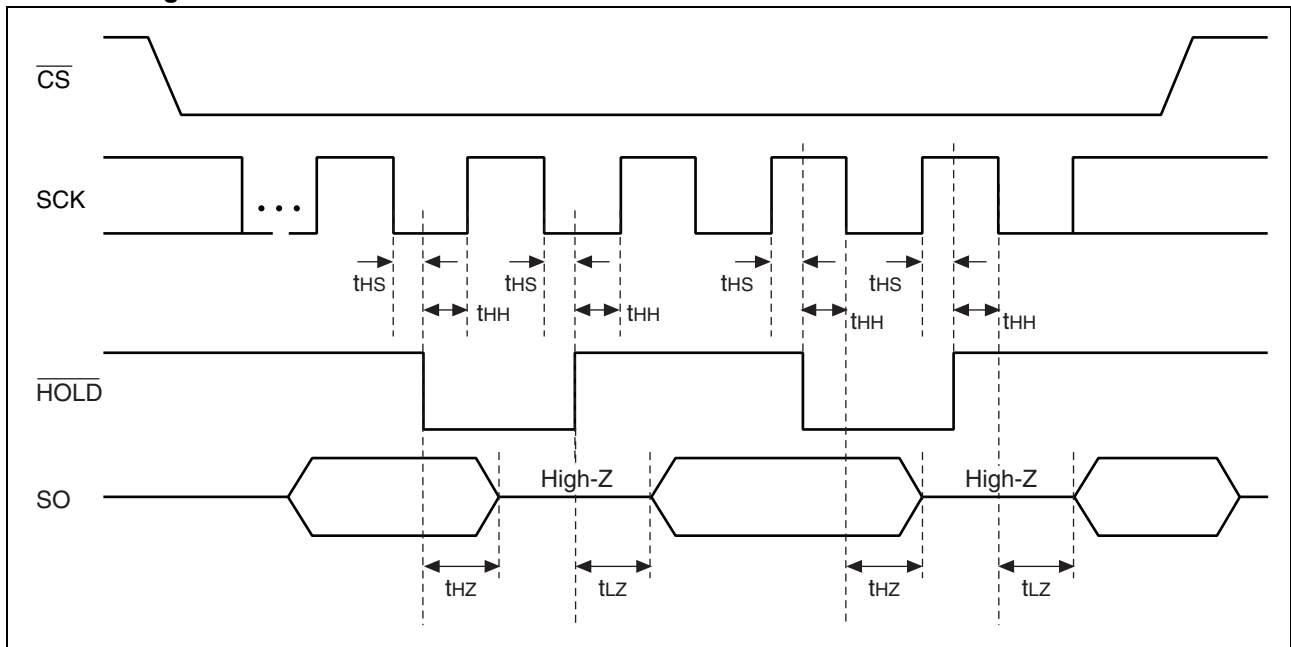 CS
SCK
...
tHS tHS tHS tHS
tHH tHH tHH tHH
HOLD
High-Z High-Z
SO
tHZ tLZ tHZ tLZ